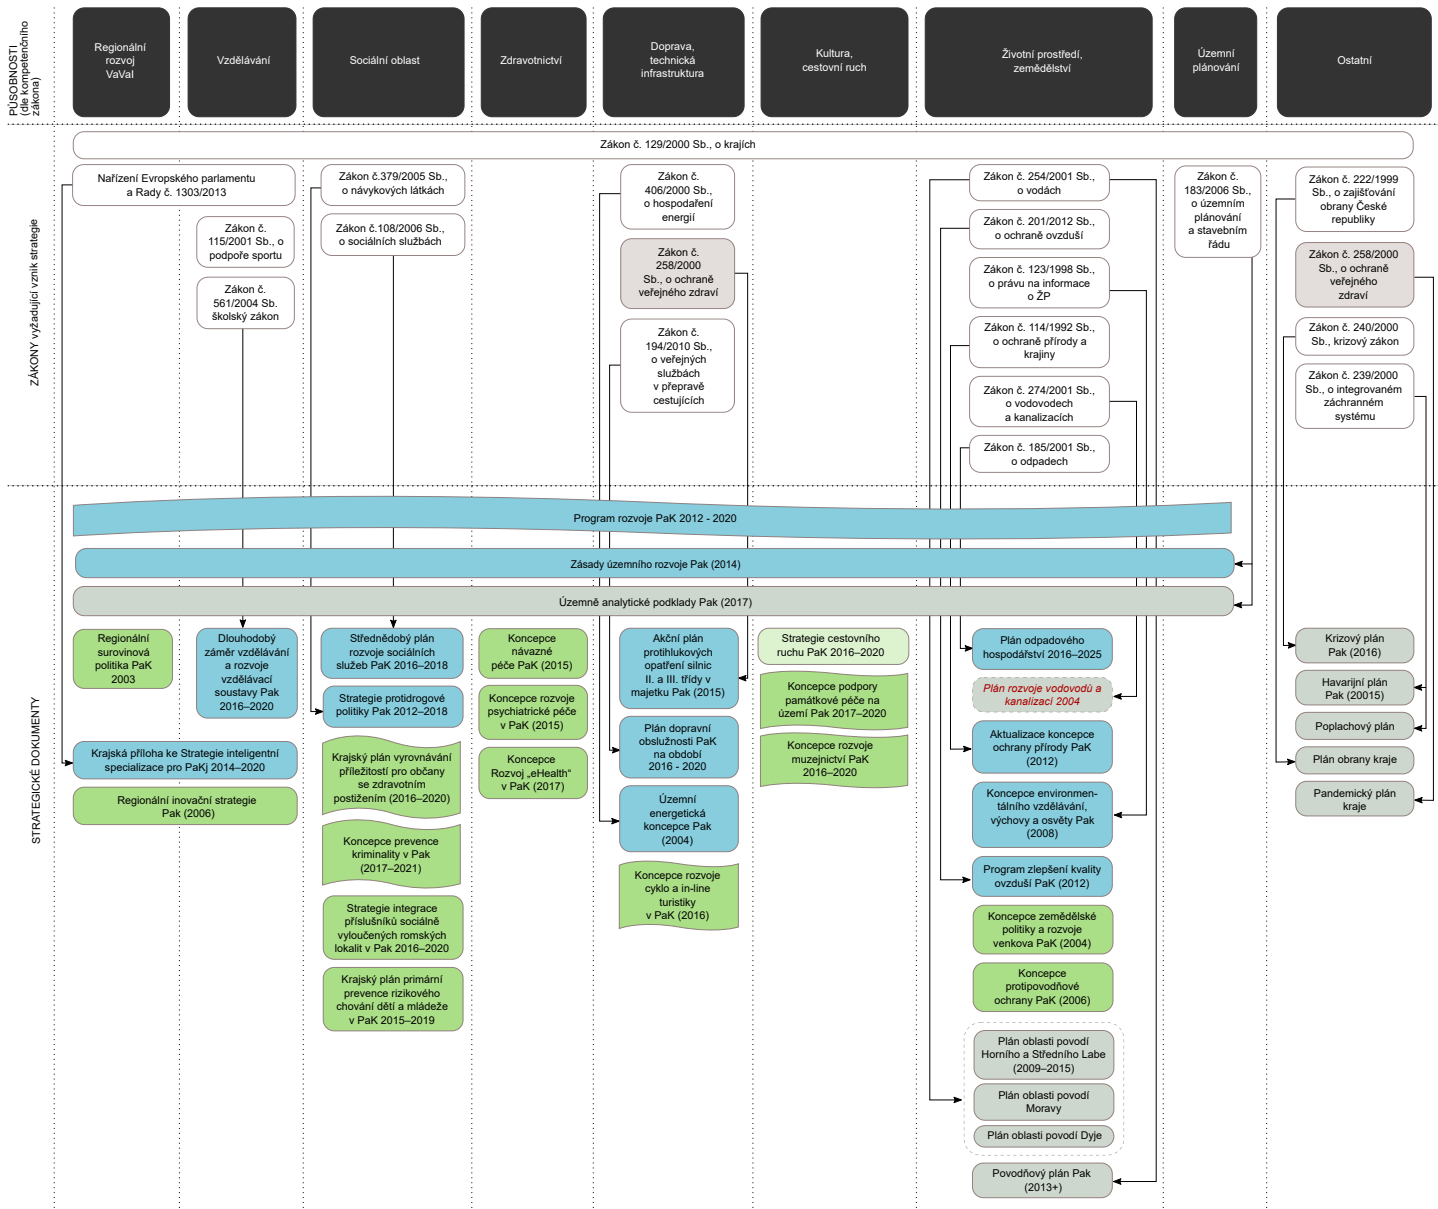 PŮSOBNOSTI
(dle kompetenčního
zákona)
Regionální
rozvoj
VaVaI
Vzdělávání
Sociální oblast
Zdravotnictví
Doprava,
technická
infrastruktura
Kultura,
cestovní ruch
Životní prostředí,
zemědělství
Územní
plánování
Ostatní
ZÁKONY vyžadující vznik strategie
Zákon č. 129/2000 Sb., o krajích
Nařízení Evropského parlamentu
a Rady č. 1303/2013
Zákon č.
115/2001 Sb., o
podpoře sportu
Zákon č.
561/2004 Sb.
školský zákon
Zákon č.379/2005 Sb.,
o návykových látkách
Zákon č.108/2006 Sb.,
o sociálních službách
Zákon č.
406/2000 Sb.,
o hospodaření
energií
Zákon č.
258/2000
Sb., o ochraně
veřejného zdraví
Zákon č.
194/2010 Sb.,
o veřejných
službách
v přepravě
cestujících
Zákon č. 254/2001 Sb.,
o vodách
Zákon č. 201/2012 Sb.,
o ochraně ovzduší
Zákon č. 123/1998 Sb.,
o právu na informace
o ŽP
Zákon č. 114/1992 Sb.,
o ochraně přírody a
krajiny
Zákon č. 274/2001 Sb.,
o vodovodech
a kanalizacích
Zákon č. 185/2001 Sb.,
o odpadech
Zákon č.
183/2006 Sb.,
o územním
plánování
a stavebním
řádu
Zákon č. 222/1999
Sb., o zajišťování
obrany České
republiky
Zákon č. 258/2000
Sb., o ochraně
veřejného
zdraví
Zákon č. 240/2000
Sb., krizový zákon
Zákon č. 239/2000
Sb., o integrovaném
záchranném
systému
STRATEGICKÉ DOKUMENTY
Program rozvoje PaK 2012 - 2020
Zásady územního rozvoje Pak (2014)
Územně analytické podklady Pak (2017)
Regionální
surovinová
politika PaK
2003
Dlouhodobý
záměr vzdělávání
a rozvoje
vzdělávací
soustavy Pak
2016–2020
Krajská příloha ke Strategie inteligentní
specializace pro PaKj 2014–2020
Regionální inovační strategie
Pak (2006)
Střednědobý plán
rozvoje sociálních
služeb PaK 2016–2018
Strategie protidrogové
politiky Pak 2012–2018
Krajský plán vyrovnávání
příležitostí pro občany
se zdravotním
postižením (2016–2020)
Koncepce prevence
kriminality v Pak
(2017–2021)
Strategie integrace
příslušníků sociálně
vyloučených romských
lokalit v Pak 2016–2020
Krajský plán primární
prevence rizikového
chování dětí a mládeže
v PaK 2015–2019
Koncepce
návazné
péče PaK (2015)
Koncepce rozvoje
psychiatrické péče
v PaK (2015)
Koncepce
Rozvoj „eHealth“
v PaK (2017)
Akční plán
protihlukových
opatření silnic
II. a III. třídy v
majetku Pak (2015)
Plán dopravní
obslužnosti PaK
na období
2016 - 2020
Územní
energetická
koncepce Pak
(2004)
Koncepce rozvoje
cyklo a in-line
turistiky
v PaK (2016)
Strategie cestovního
ruchu PaK 2016–2020
Koncepce podpory
památkové péče na
území Pak 2017–2020
Koncepce rozvoje
muzejnictví PaK
2016–2020
Plán odpadového
hospodářství 2016–2025
Plán rozvoje vodovodů a
kanalizací 2004
Aktualizace koncepce
ochrany přírody PaK
(2012)
Koncepce environmen-
tálního vzdělávání,
výchovy a osvěty Pak
(2008)
Program zlepšení kvality
ovzduší PaK (2012)
Koncepce zemědělské
politiky a rozvoje
venkova PaK (2004)
Koncepce
protipovodňové
ochrany PaK (2006)
Plán oblasti povodí
Horního a Středního Labe
(2009–2015)
Plán oblasti povodí
Moravy
Plán oblasti povodí Dyje
Povodňový plán Pak
(2013+)
Krizový plán
Pak (2016)
Havarijní plán
Pak (20015)
Poplachový plán
Plán obrany kraje
Pandemický plán
kraje